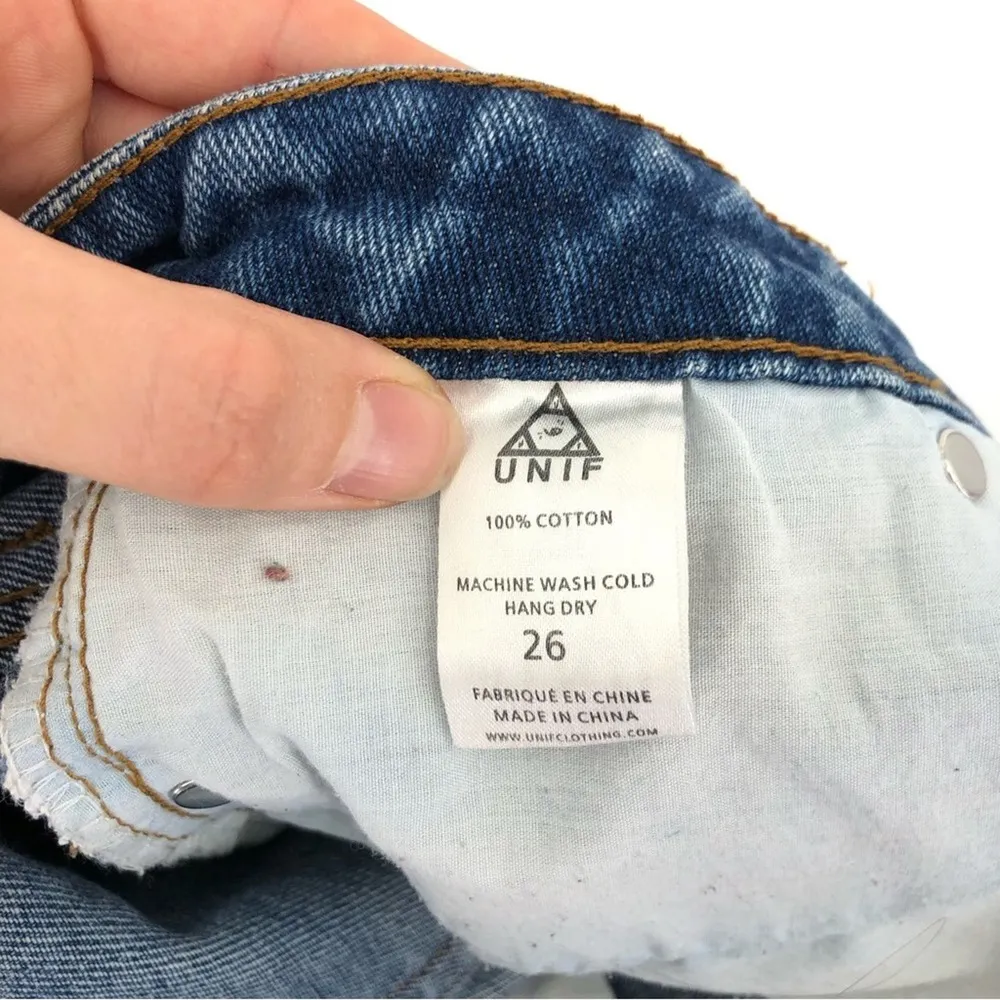 UNIF
100% COTTON
MACHINE WASH COLD
HANG DRY
26
FABRIQUÉ EN CHINE
MADE IN CHINA
WWW.UNIFCLOTHING.COM